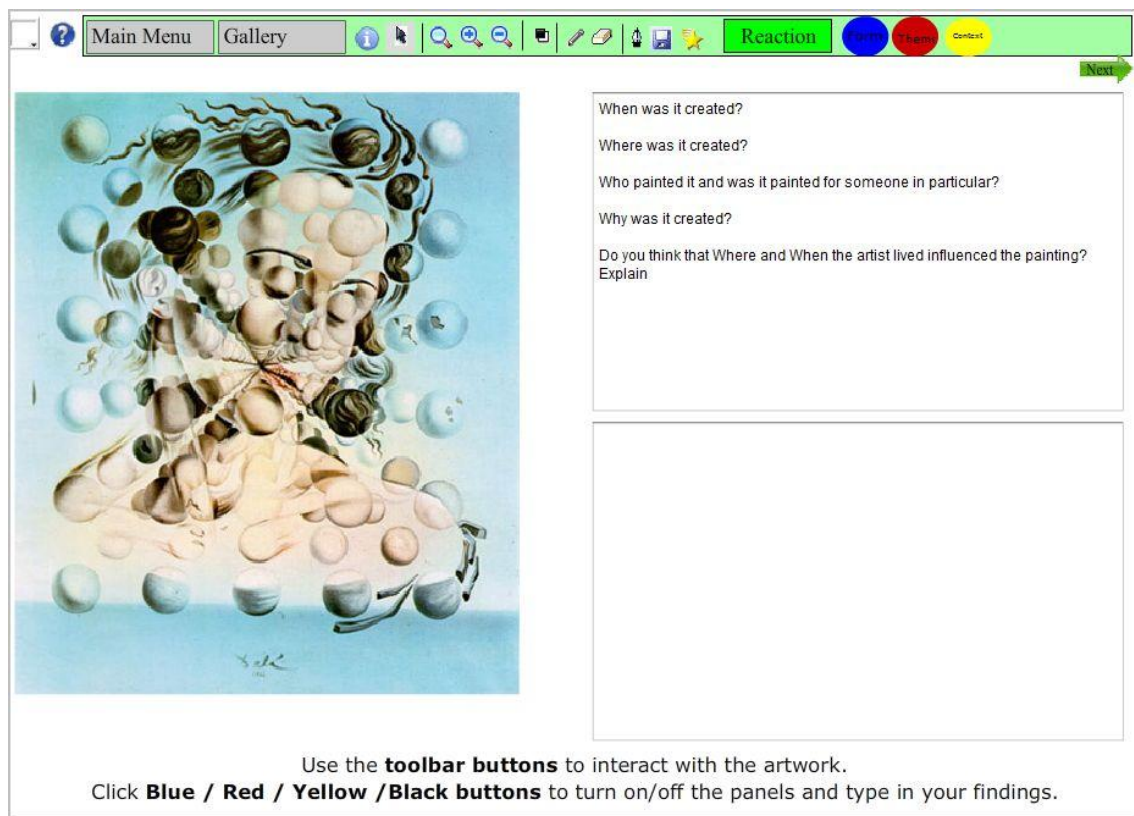 Main Menu Gallery Reaction Form Theme Context
Next
When was it created?
Where was it created?
Who painted it and was it painted for someone in particular?
Why was it created?
Do you think that Where and When the artist lived influenced the painting?
Explain
Dalí
Use the toolbar buttons to interact with the artwork.
Click Blue / Red / Yellow /Black buttons to turn on/off the panels and type in your findings.